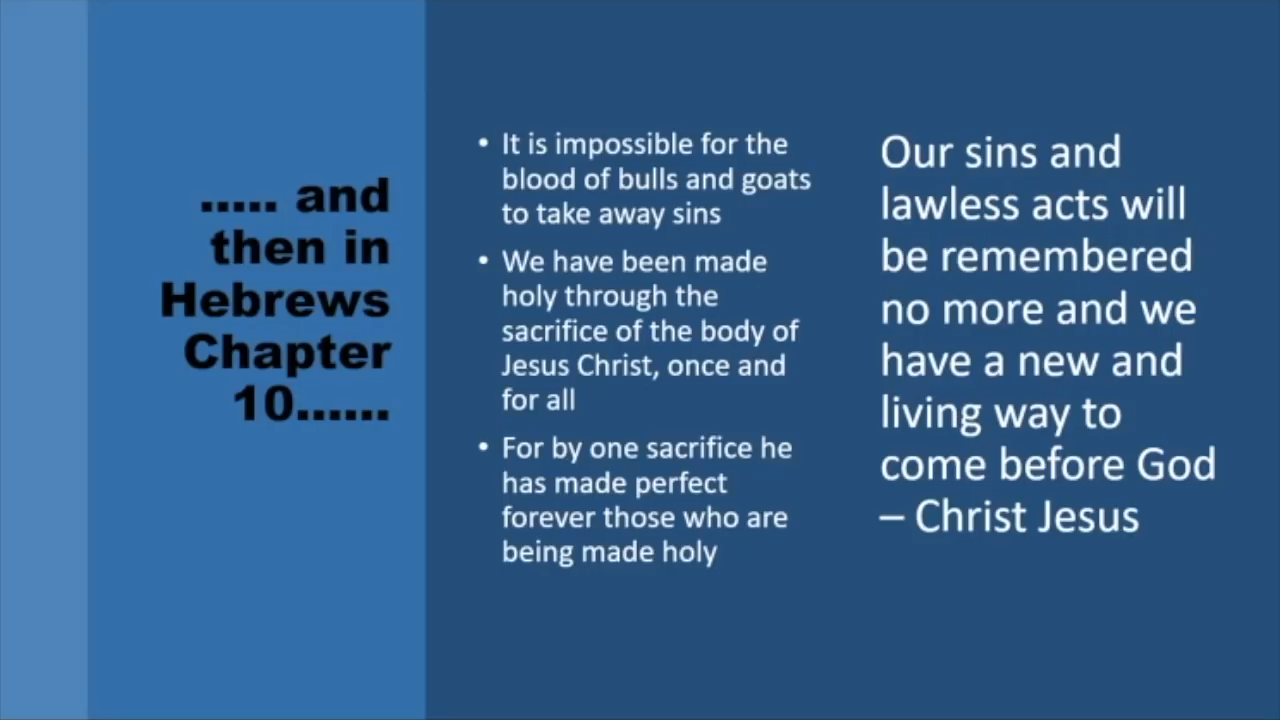 ..... and
then in
Hebrews
Chapter
10......
• It is impossible for the
blood of bulls and goats
to take away sins
• We have been made
holy through the
sacrifice of the body of
Jesus Christ, once and
for all
• For by one sacrifice he
has made perfect
forever those who are
being made holy
Our sins and
lawless acts will
be remembered
no more and we
have a new and
living way to
come before God
– Christ Jesus